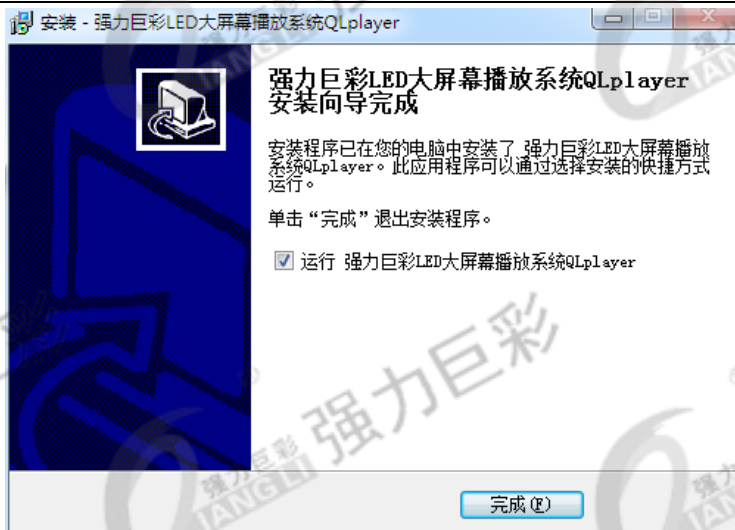 安装 - 强力巨彩LED大屏幕播放系统QLplayer
强力巨彩LED大屏幕播放系统QLplayer
安装向导完成
安装程序已在您的电脑中安装了 强力巨彩LED大屏幕播放
系统QLplayer。此应用程序可以通过选择安装的快捷方式
运行。
单击“完成”退出安装程序。
运行 强力巨彩LED大屏幕播放系统QLplayer
强力巨彩
强力巨彩
IANGLI
完成(F)